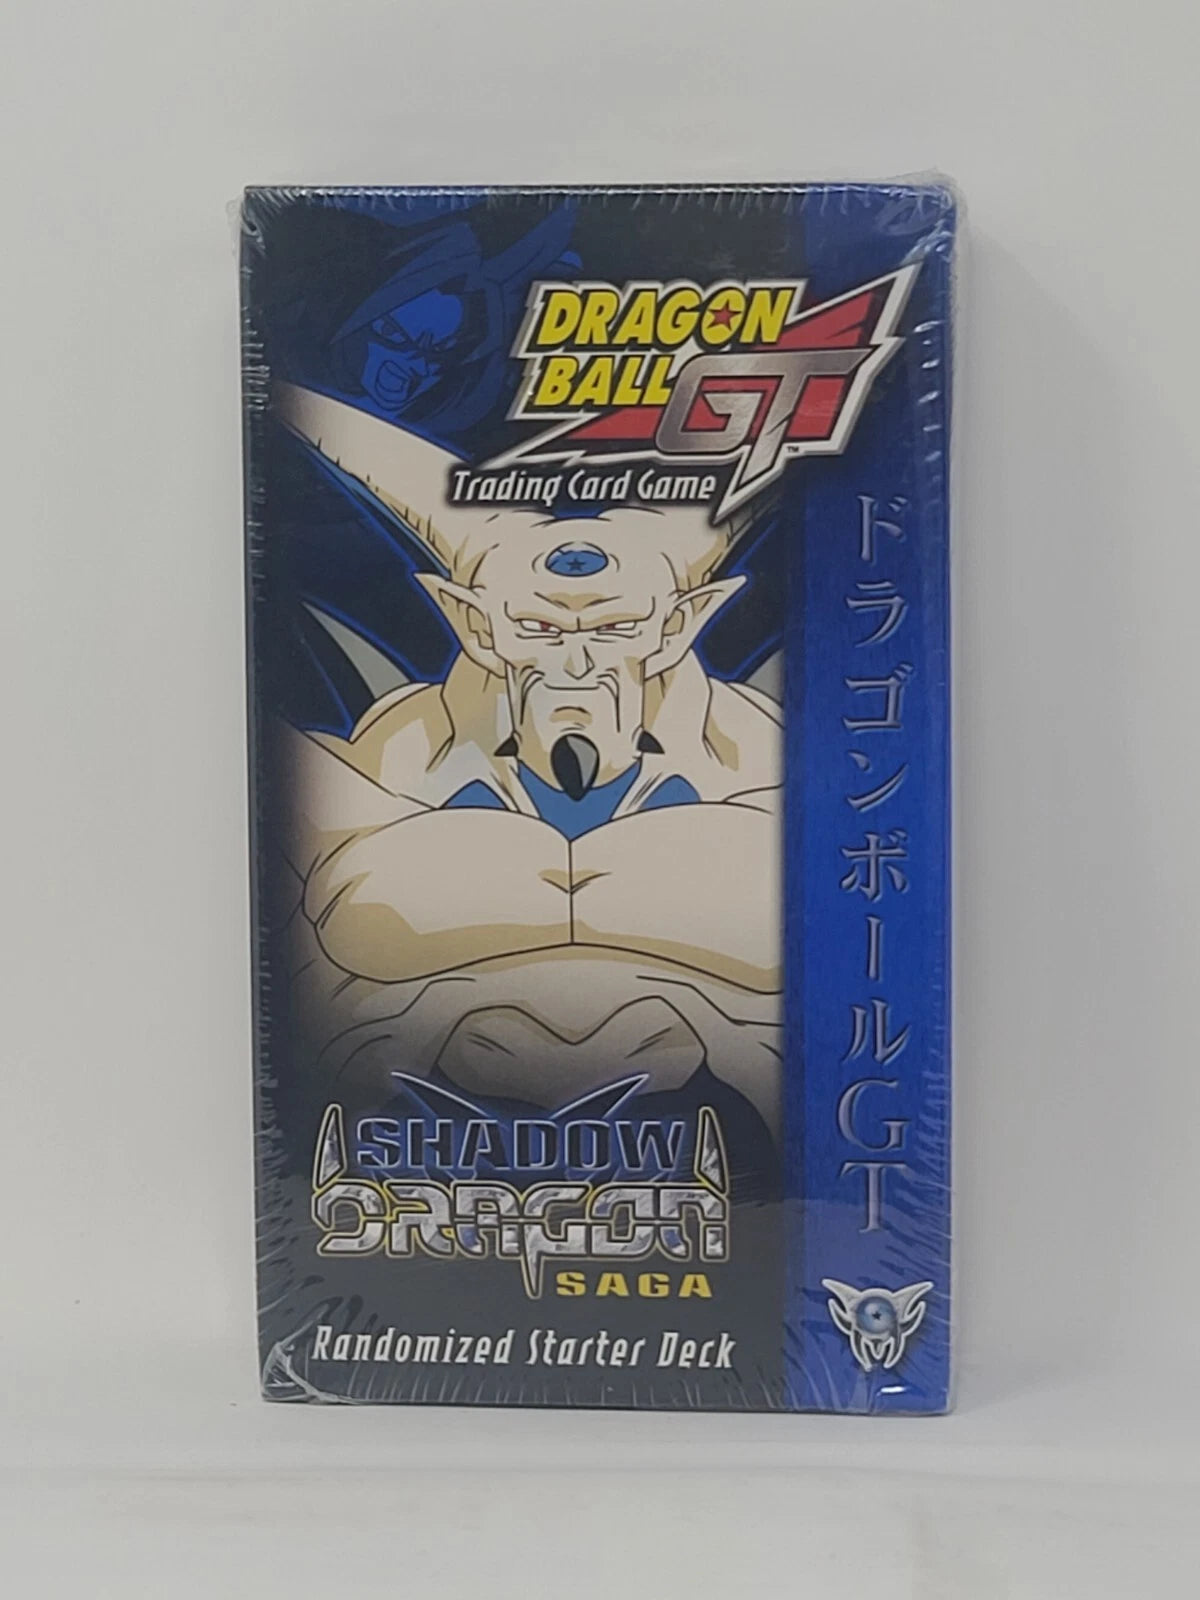 DRAGON
BALL GT
™
Trading Card Game
ドラゴンボールGT
SHADOW
DRAGON
SAGA
Randomized Starter Deck